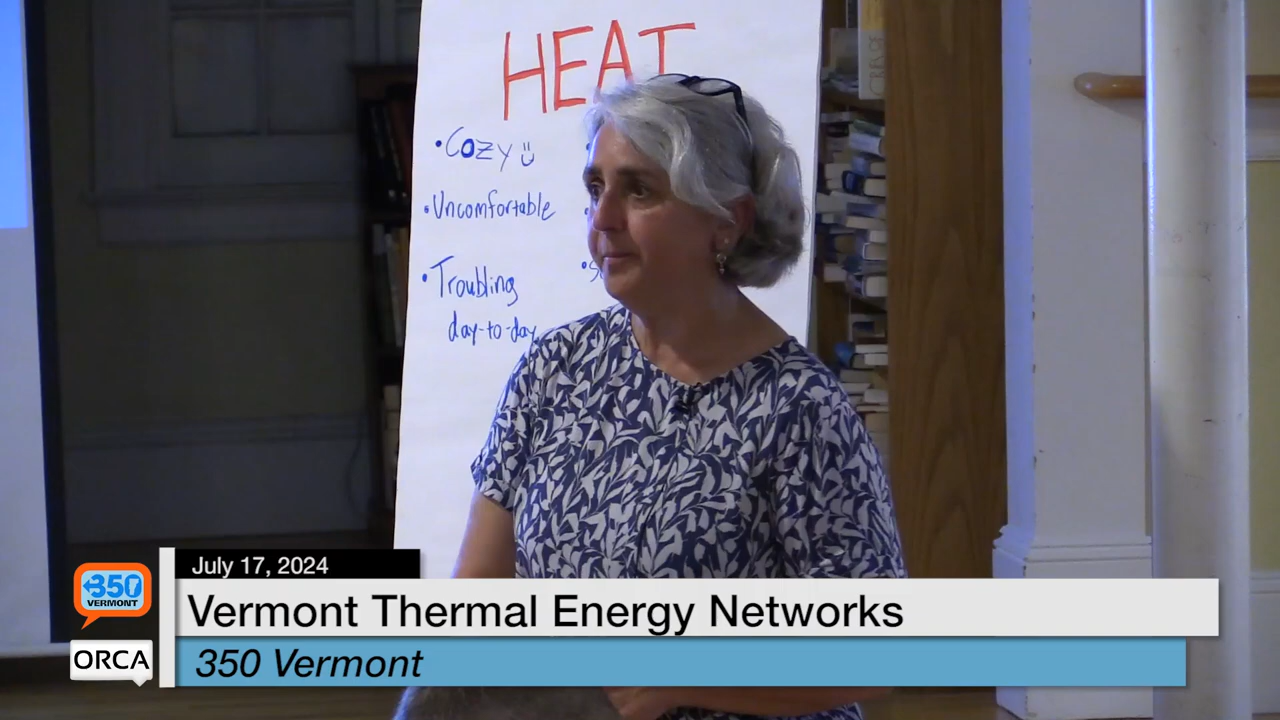 HEAT
• Cozy
• Uncomfortable
• Troubling
day-to-day
July 17, 2024
Vermont Thermal Energy Networks
350 Vermont
350
VERMONT
ORCA